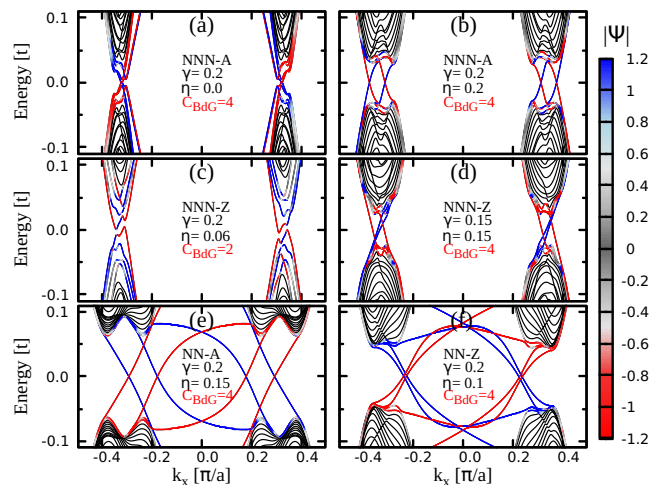 (a)
(b)
|Ψ|
0.1
0.0
-0.1
Energy [t]
NNN-A
γ= 0.2
η= 0.0
C_BdG=4
NNN-A
γ= 0.2
η= 0.2
C_BdG=4
(c)
(d)
0.1
0.0
-0.1
Energy [t]
NNN-Z
γ= 0.2
η= 0.06
C_BdG=2
NNN-Z
γ= 0.15
η= 0.15
C_BdG=4
(e)
(f)
0.1
0.0
-0.1
Energy [t]
NN-A
γ= 0.2
η= 0.15
C_BdG=4
NN-Z
γ= 0.2
η= 0.1
C_BdG=4
-0.4 -0.2 0.0 0.2 0.4
-0.4 -0.2 0 0.2 0.4
k_x [π/a]
k_x [π/a]
1.2
1
0.8
0.6
0.4
0.2
0
-0.2
-0.4
-0.6
-0.8
-1
-1.2